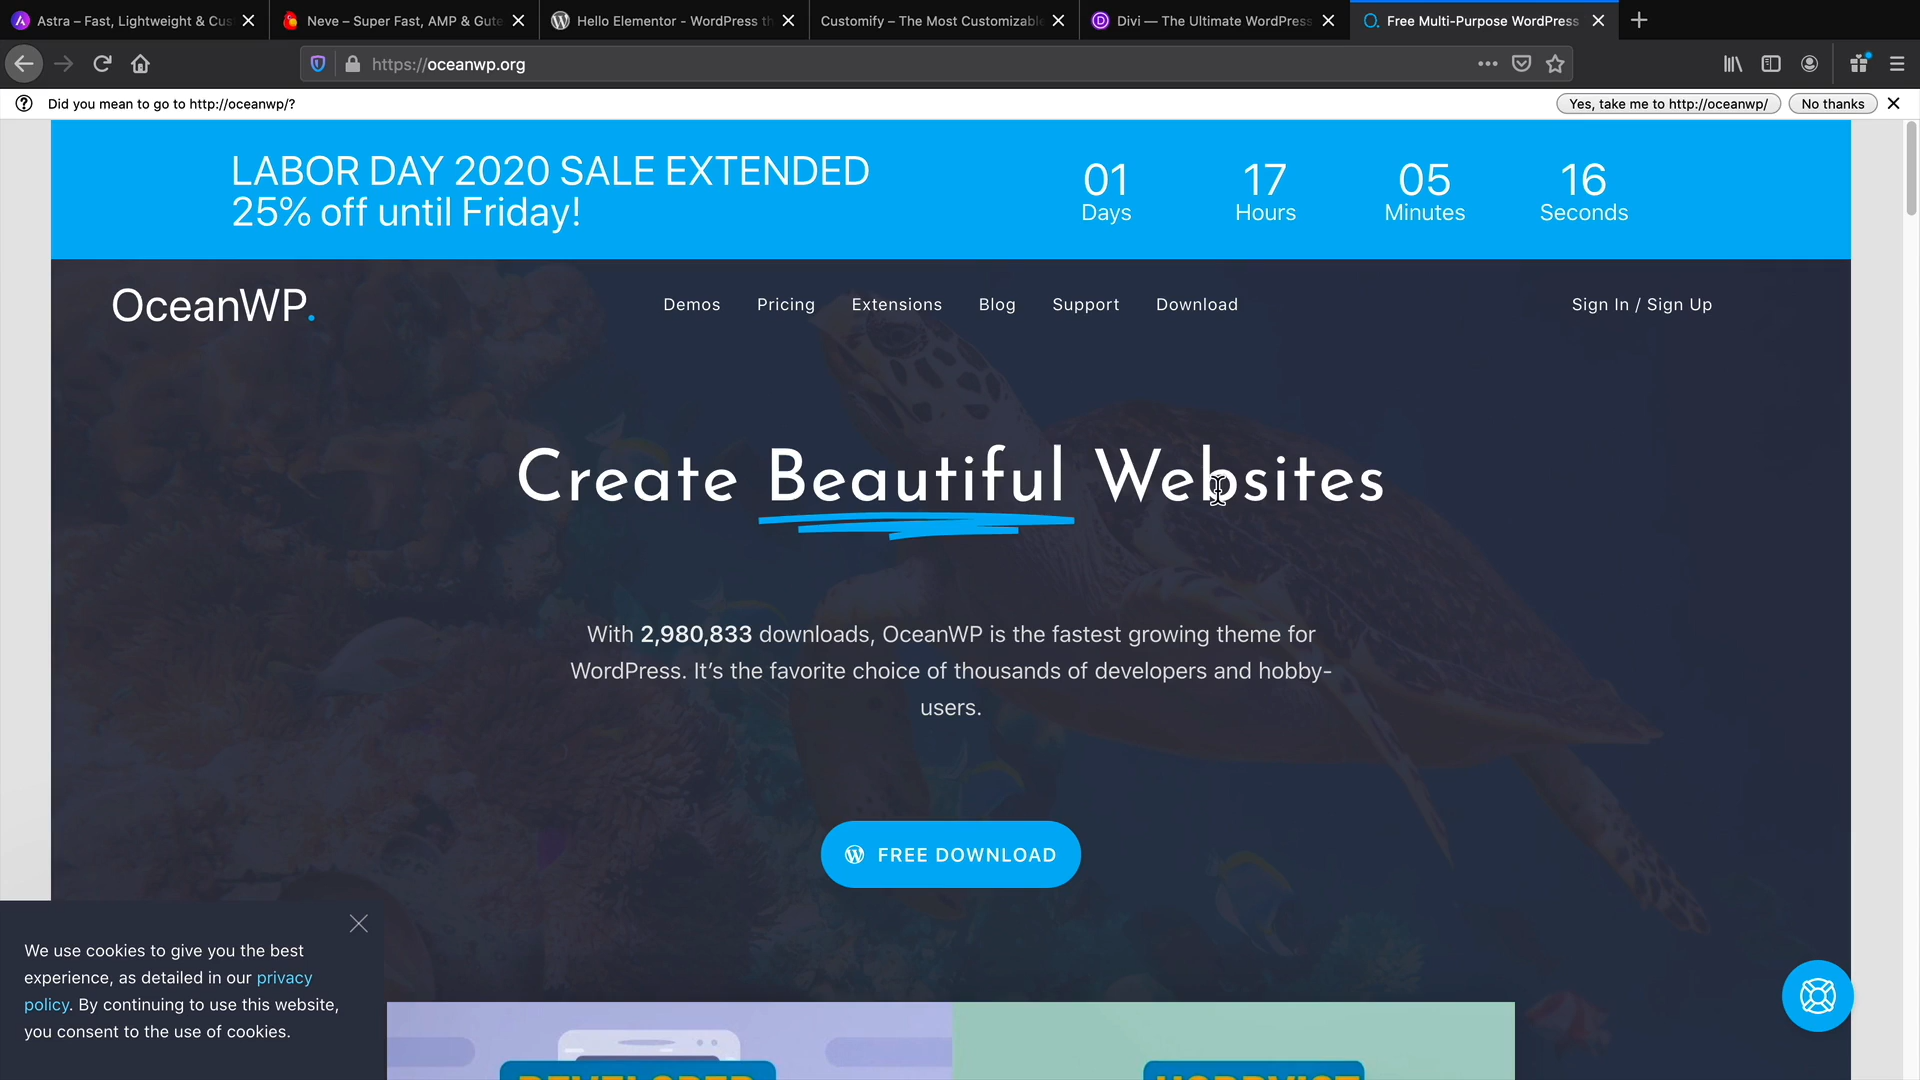 Astra – Fast, Lightweight & Cus
Neve – Super Fast, AMP & Gute
Hello Elementor - WordPress th
Customify – The Most Customizable
Divi — The Ultimate WordPress
Free Multi-Purpose WordPress
https://oceanwp.org
Did you mean to go to http://oceanwp/?
Yes, take me to http://oceanwp/
No thanks
LABOR DAY 2020 SALE EXTENDED
25% off until Friday!
01 17 05 16
Days Hours Minutes Seconds
OceanWP.
Demos Pricing Extensions Blog Support Download
Sign In / Sign Up
Create Beautiful Websites
With 2,980,833 downloads, OceanWP is the fastest growing theme for
WordPress. It's the favorite choice of thousands of developers and hobby-
users.
FREE DOWNLOAD
We use cookies to give you the best
experience, as detailed in our privacy
policy. By continuing to use this website,
you consent to the use of cookies.
DEVELOPER
HOBBYIST